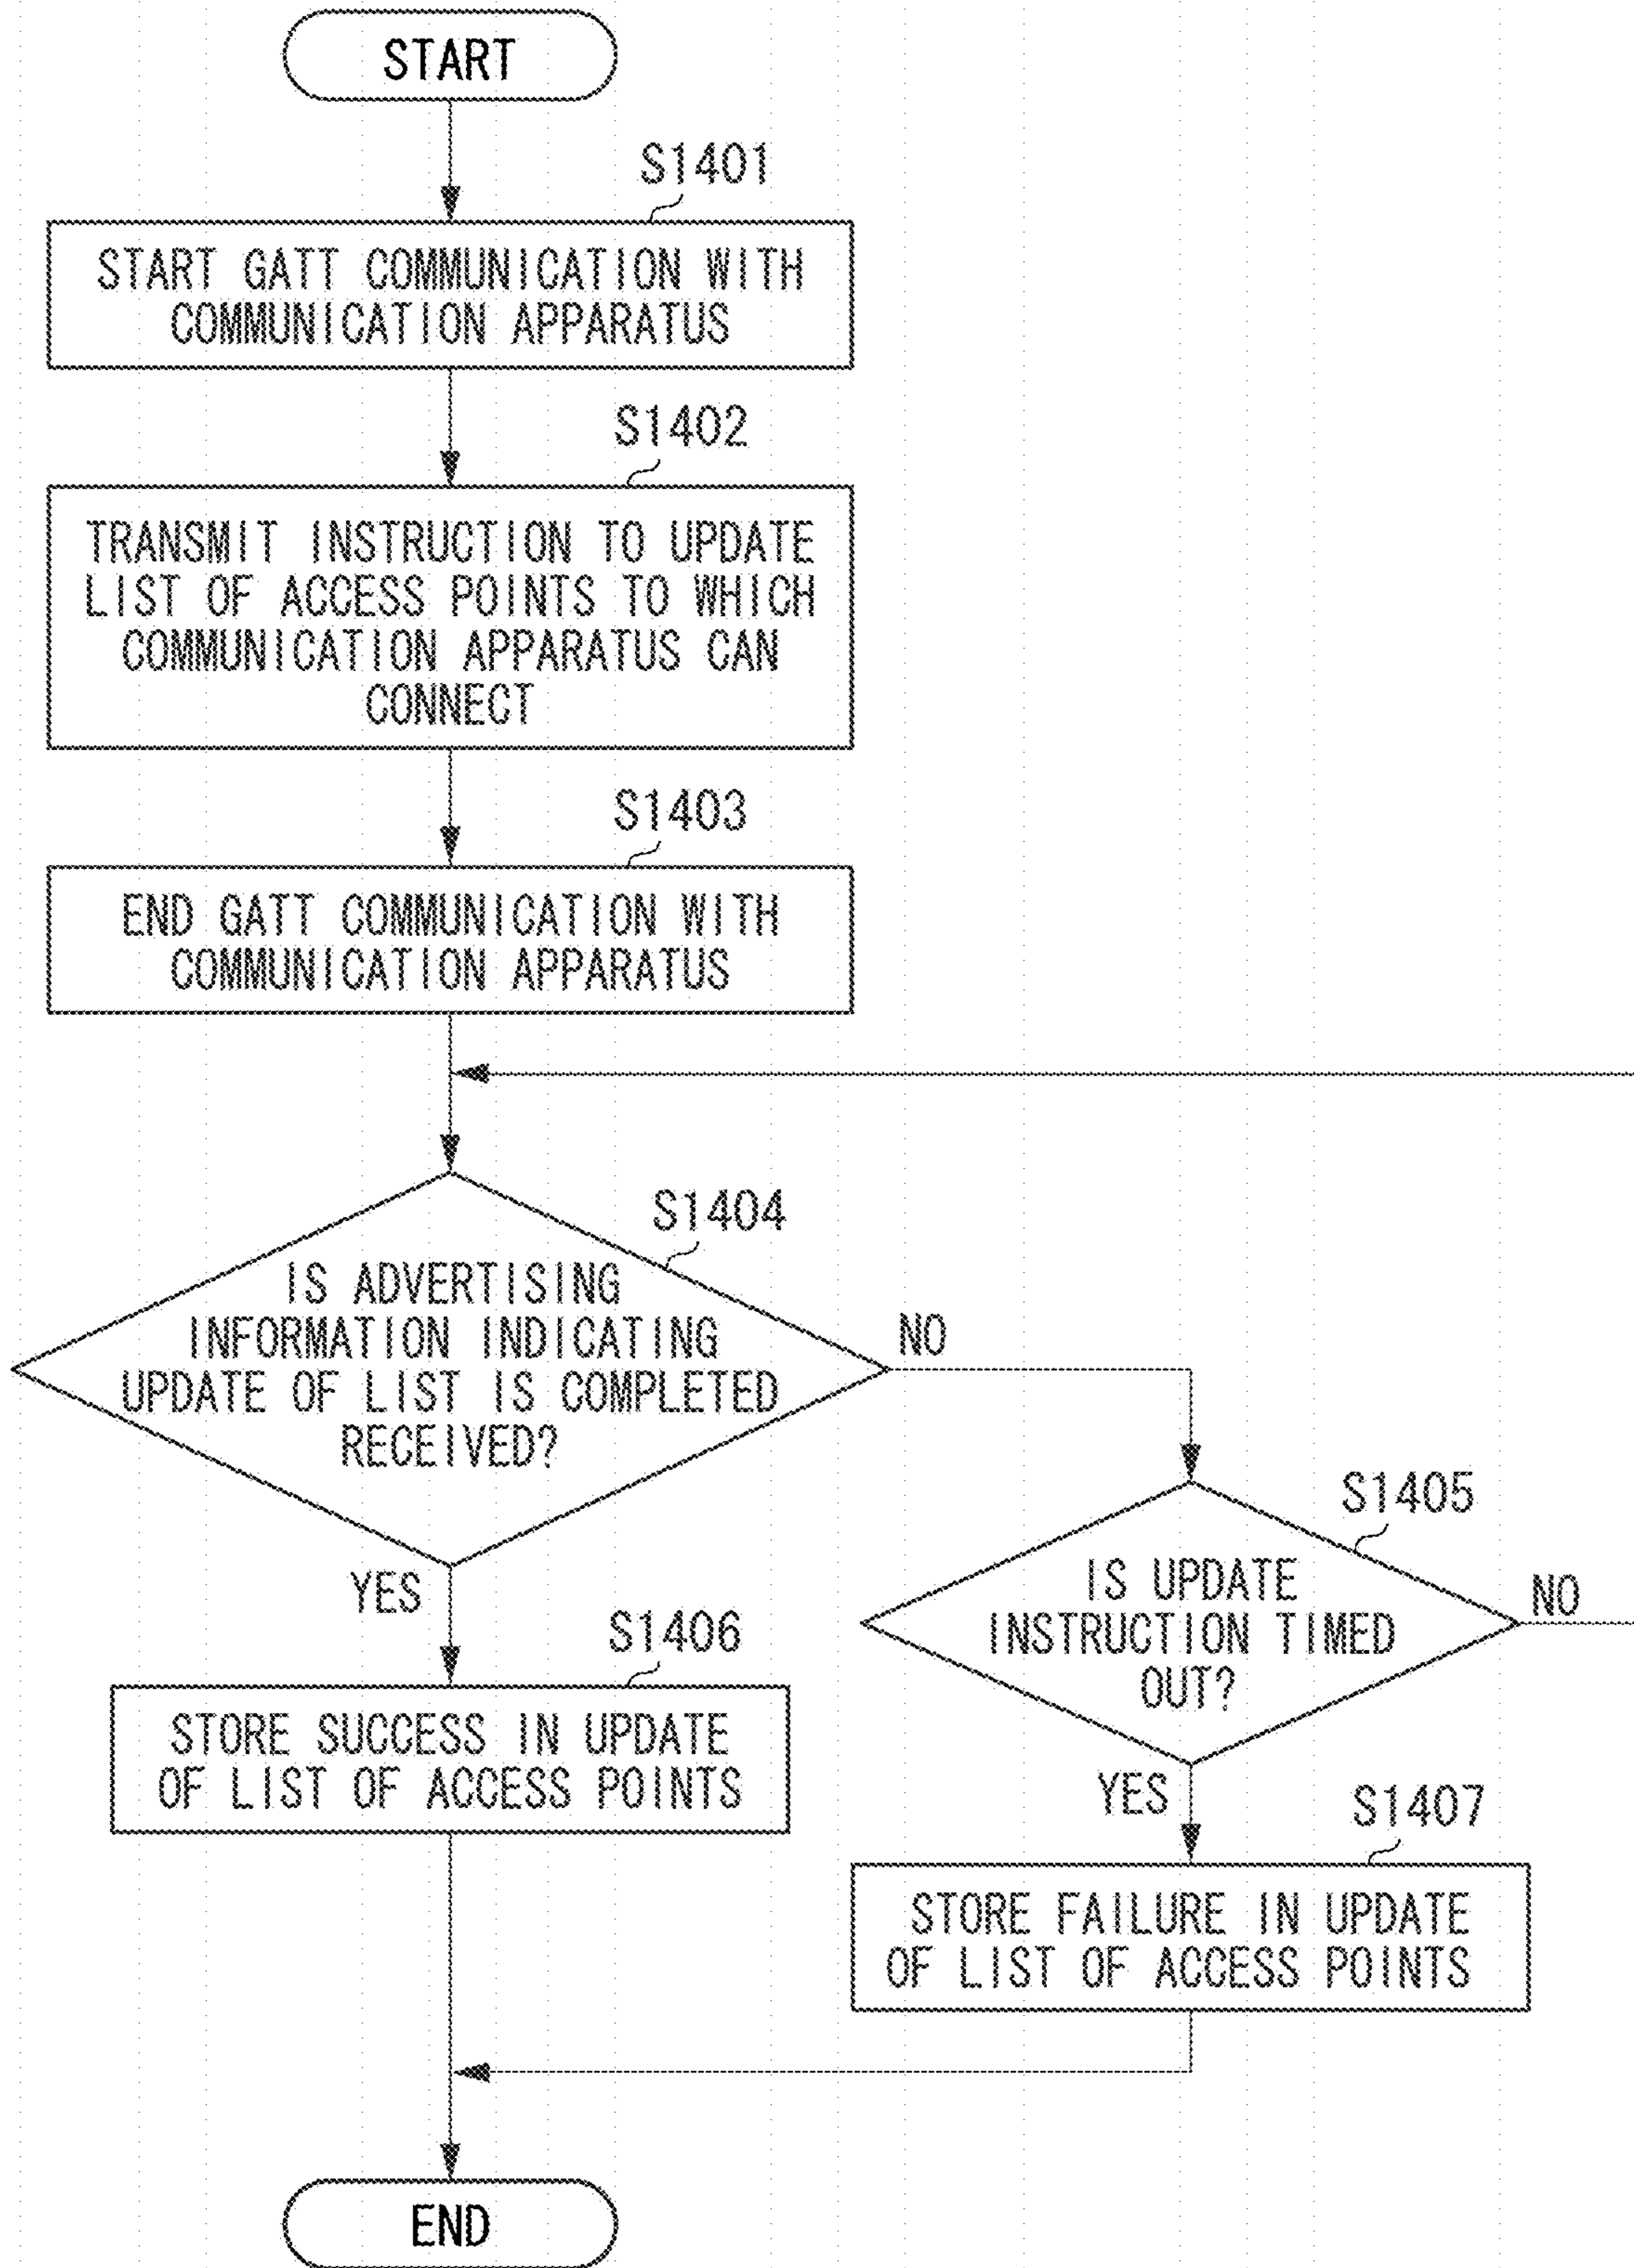 START
S1401
START GATT COMMUNICATION WITH
COMMUNICATION APPARATUS
S1402
TRANSMIT INSTRUCTION TO UPDATE
LIST OF ACCESS POINTS TO WHICH
COMMUNICATION APPARATUS CAN
CONNECT
S1403
END GATT COMMUNICATION WITH
COMMUNICATION APPARATUS
S1404
IS ADVERTISING
INFORMATION INDICATING
UPDATE OF LIST IS COMPLETED
RECEIVED?
NO
YES
S1405
IS UPDATE
INSTRUCTION TIMED
OUT?
NO
YES
S1406
STORE SUCCESS IN UPDATE
OF LIST OF ACCESS POINTS
S1407
STORE FAILURE IN UPDATE
OF LIST OF ACCESS POINTS
END